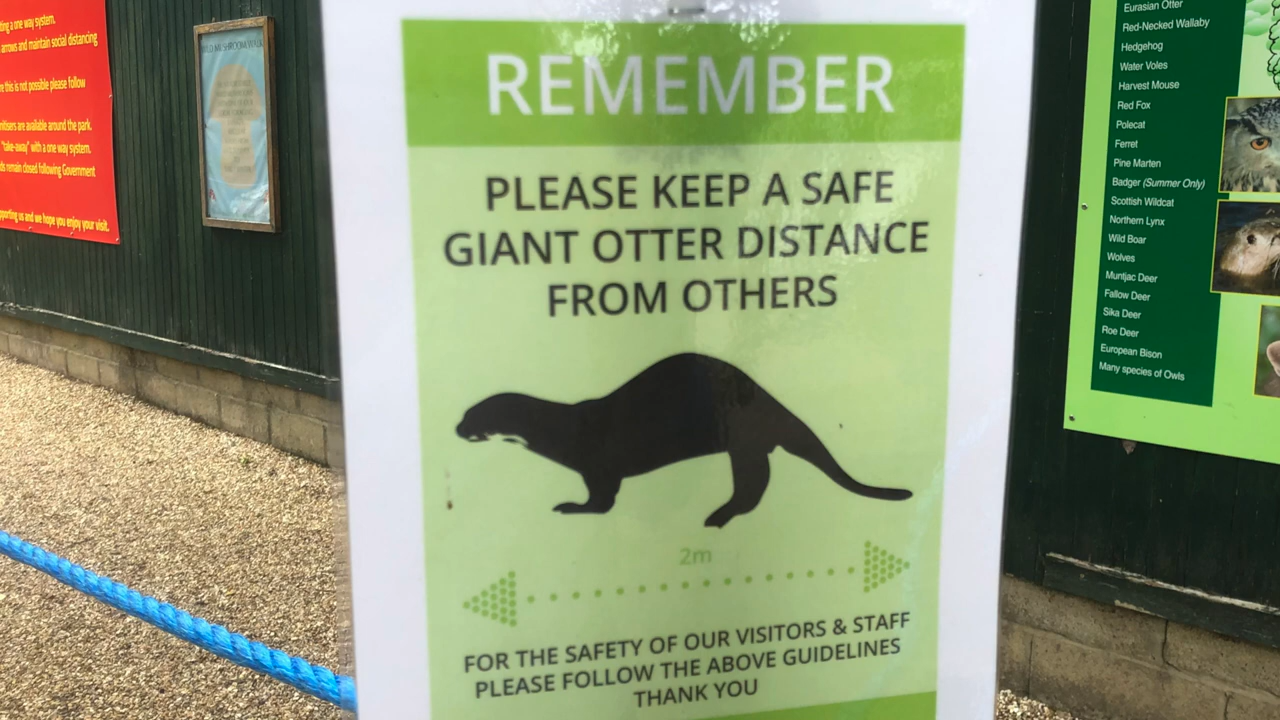 ting a one way system.
arrows and maintain social distancing
re this is not possible please follow
nitisers are available around the park.
"take-away" with a one way system.
ds remain closed following Government
pporting us and we hope you enjoy your visit.
REMEMBER
PLEASE KEEP A SAFE
GIANT OTTER DISTANCE
FROM OTHERS
2m
FOR THE SAFETY OF OUR VISITORS & STAFF
PLEASE FOLLOW THE ABOVE GUIDELINES
THANK YOU
Eurasian Otter
Red-Necked Wallaby
Hedgehog
Water Voles
Harvest Mouse
Red Fox
Polecat
Ferret
Pine Marten
Badger (Summer Only)
Scottish Wildcat
Northern Lynx
Wild Boar
Wolves
Muntjac Deer
Fallow Deer
Sika Deer
Roe Deer
European Bison
Many species of Owls